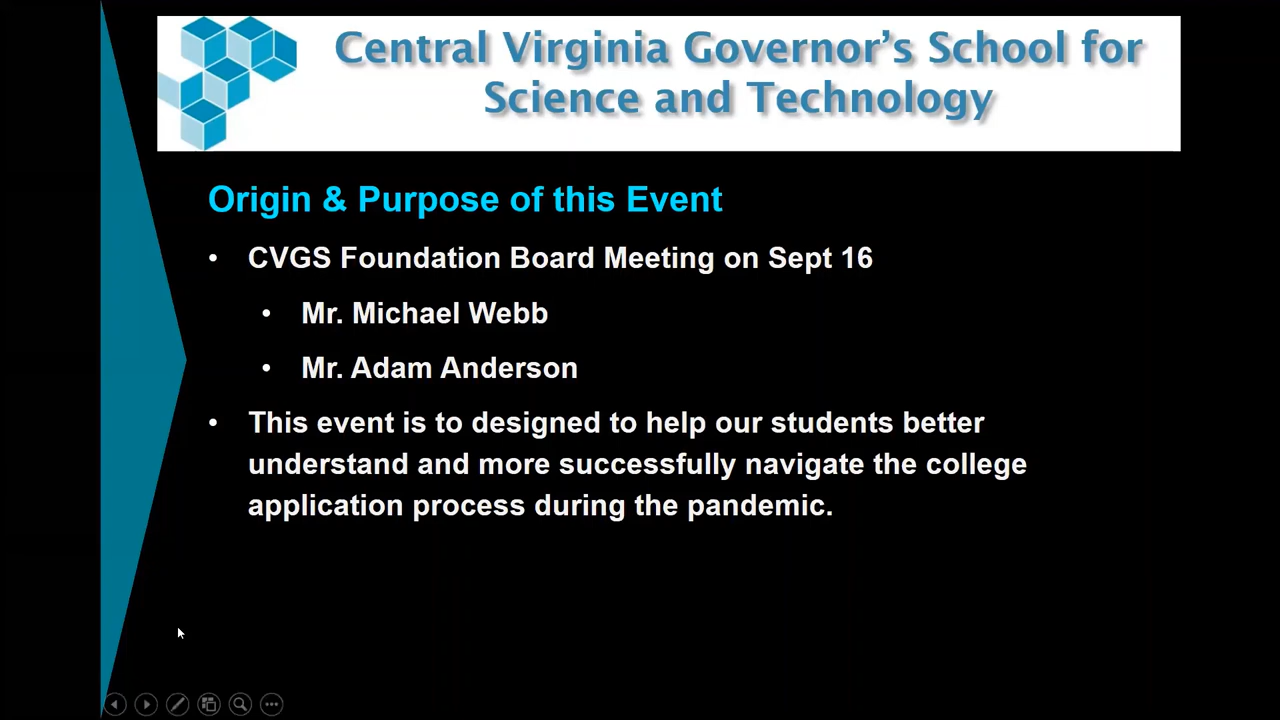 Central Virginia Governor’s School for
Science and Technology
Origin & Purpose of this Event
• CVGS Foundation Board Meeting on Sept 16
• Mr. Michael Webb
• Mr. Adam Anderson
• This event is to designed to help our students better
understand and more successfully navigate the college
application process during the pandemic.